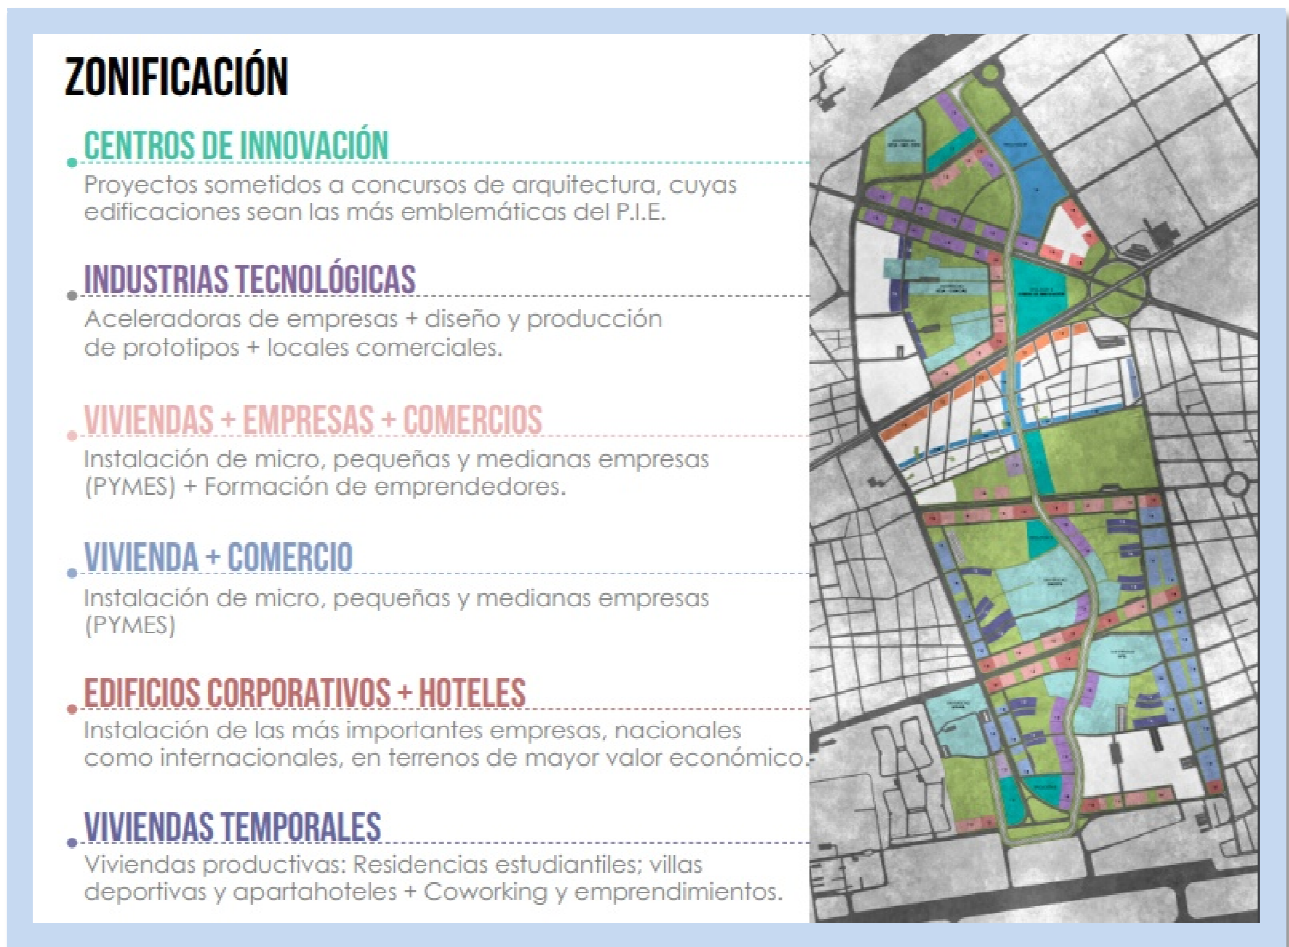 ZONIFICACIÓN
CENTROS DE INNOVACIÓN
Proyectos sometidos a concursos de arquitectura, cuyas
edificaciones sean las más emblemáticas del P.I.E.
INDUSTRIAS TECNOLÓGICAS
Aceleradoras de empresas + diseño y producción
de prototipos + locales comerciales.
VIVIENDAS + EMPRESAS + COMERCIOS
Instalación de micro, pequeñas y medianas empresas
(PYMES) + Formación de emprendedores.
VIVIENDA + COMERCIO
Instalación de micro, pequeñas y medianas empresas
(PYMES)
EDIFICIOS CORPORATIVOS + HOTELES
Instalación de las más importantes empresas, nacionales
como internacionales, en terrenos de mayor valor económico.
VIVIENDAS TEMPORALES
Viviendas productivas: Residencias estudiantiles; villas
deportivas y apartahoteles + Coworking y emprendimientos.